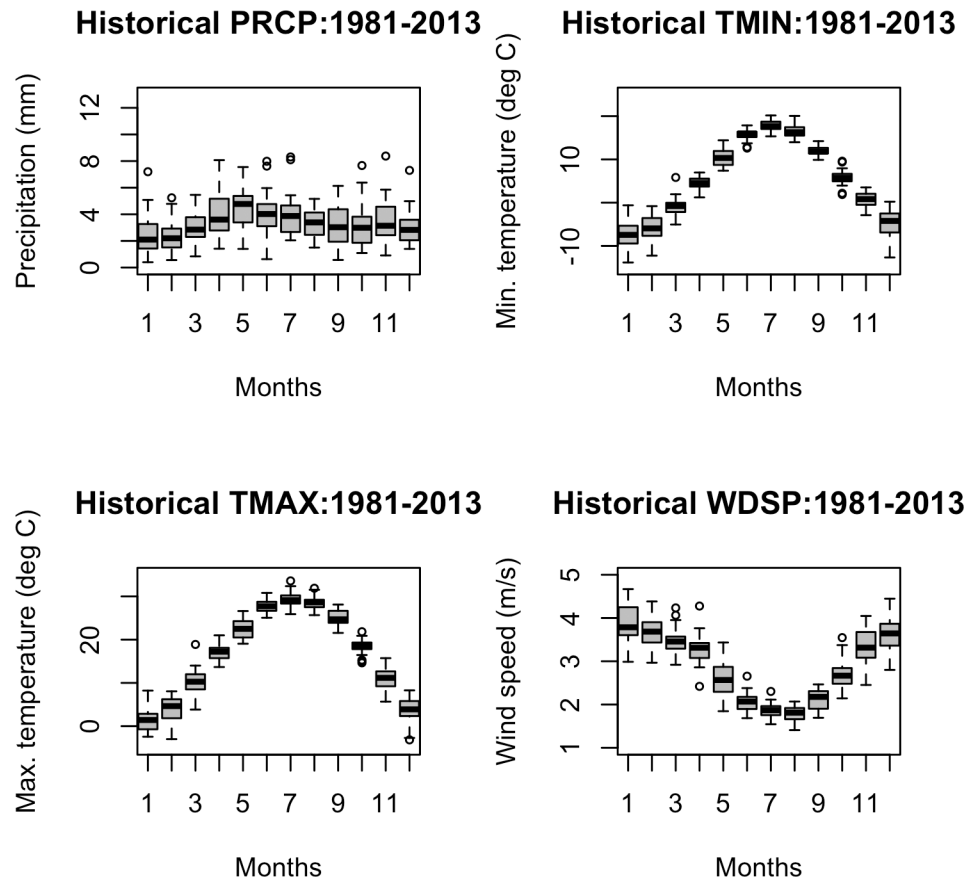 Historical PRCP:1981-2013
Precipitation (mm)
12
8
4
0
1 3 5 7 9 11
Months
Historical TMIN:1981-2013
Min. temperature (deg C)
10
-10
1 3 5 7 9 11
Months
Historical TMAX:1981-2013
Max. temperature (deg C)
20
0
1 3 5 7 9 11
Months
Historical WDSP:1981-2013
Wind speed (m/s)
5
4
3
2
1
1 3 5 7 9 11
Months